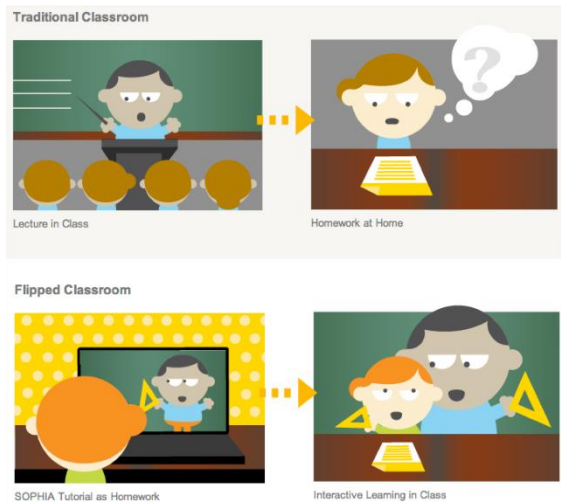 Traditional Classroom
?
Lecture in Class
Homework at Home
Flipped Classroom
SOPHIA Tutorial as Homework
Interactive Learning in Class